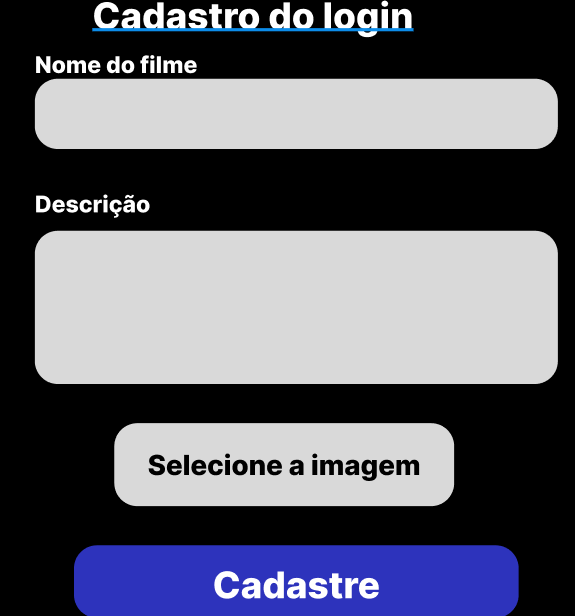 Cadastro do login
Nome do filme
Descrição
Selecione a imagem
Cadastre